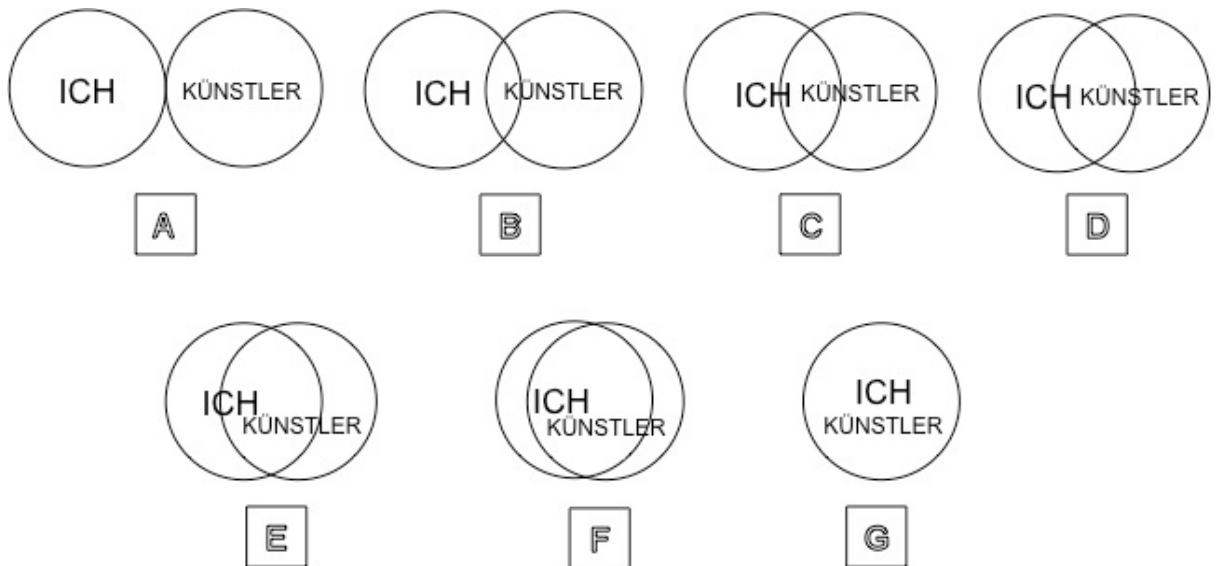 ICH KÜNSTLER
ICH KÜNSTLER
ICH KÜNSTLER
ICH KÜNSTLER
A
B
C
D
ICH
KÜNSTLER
ICH
KÜNSTLER
ICH
KÜNSTLER
E
F
G